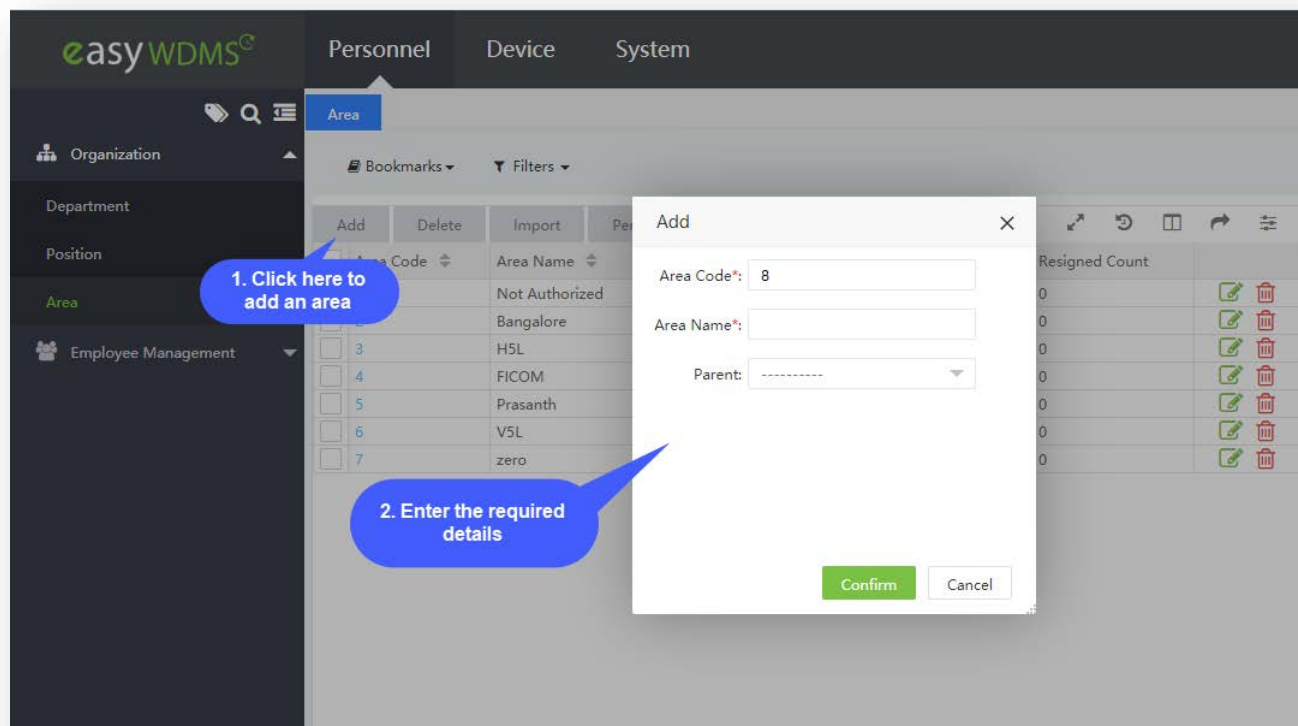 easy WDMS
Personnel Device System
Area
Organization
Bookmarks Filters
Department
Add Delete Import
Position
Area Code Area Name Resigned Count
Area
Not Authorized 0
Bangalore 0
Employee Management
3 H5L 0
4 FICOM 0
5 Prasanth 0
6 V5L 0
7 zero 0
1. Click here to
add an area
Add
Area Code*: 8
Area Name*:
Parent: ----------
2. Enter the required
details
Confirm Cancel